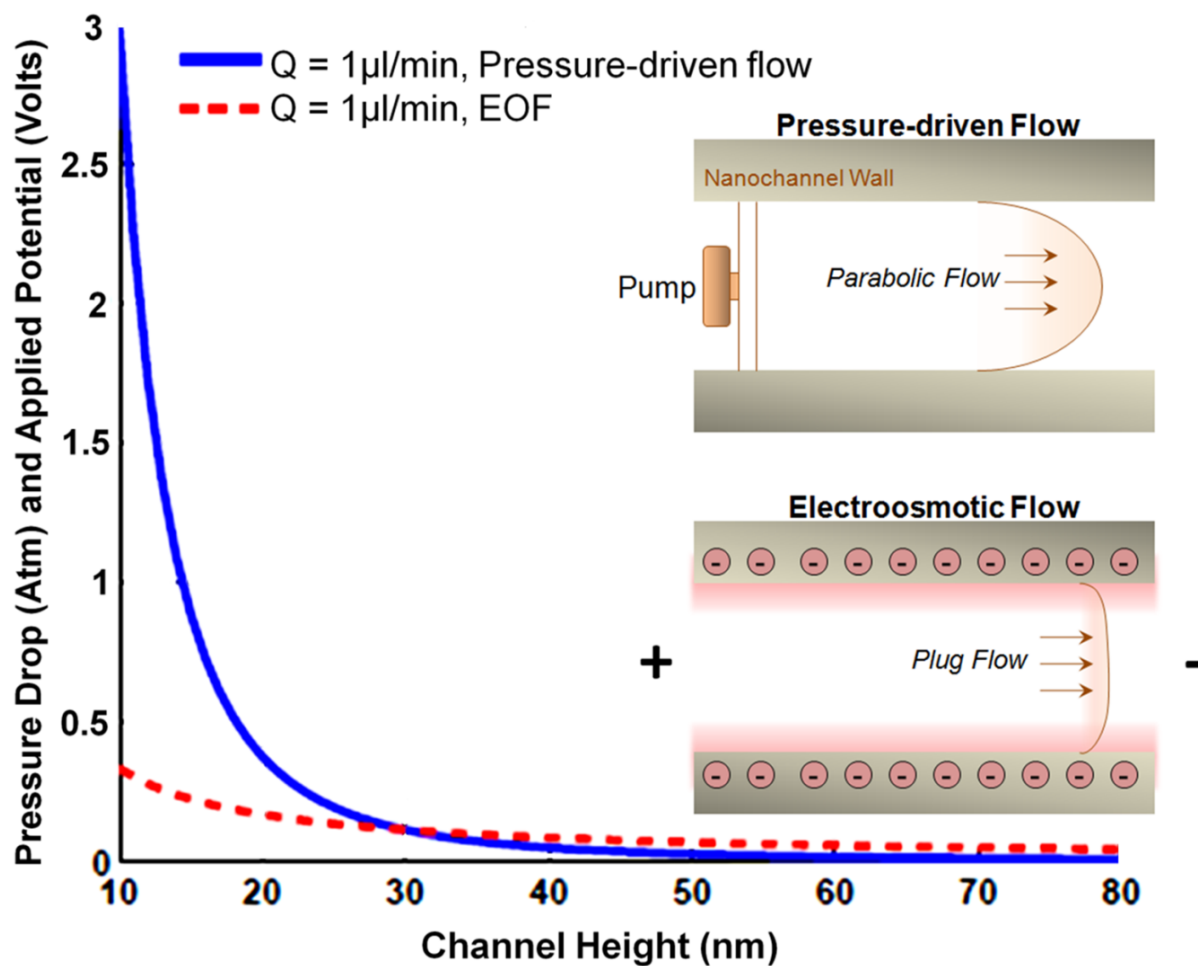 Pressure Drop (Atm) and Applied Potential (Volts)
3
2.5
2
1.5
1
0.5
0
10
20
30
40
50
60
70
80
Channel Height (nm)
Q = 1µl/min, Pressure-driven flow
Q = 1µl/min, EOF
Pressure-driven Flow
Nanochannel Wall
Pump
Parabolic Flow
Electroosmotic Flow
- - - - - - - - - -
+
Plug Flow
-
- - - - - - - - - -